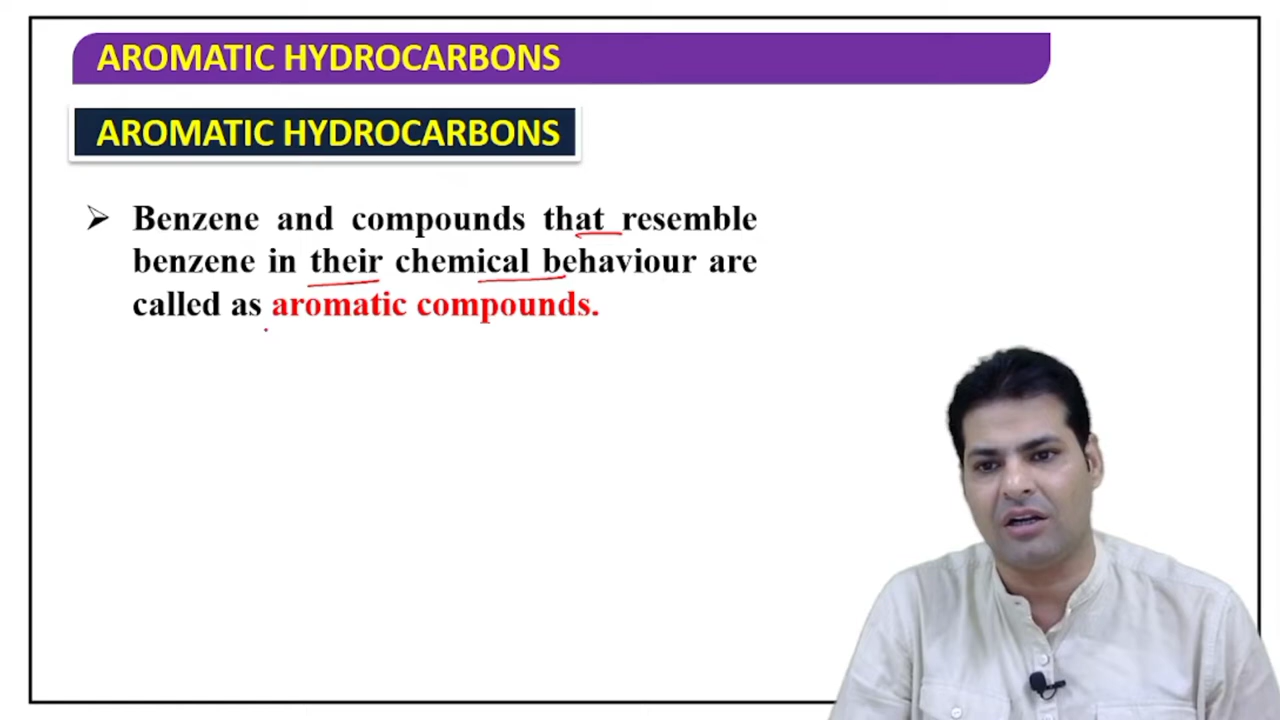 AROMATIC HYDROCARBONS
AROMATIC HYDROCARBONS
➢ Benzene and compounds that resemble
benzene in their chemical behaviour are
called as aromatic compounds.